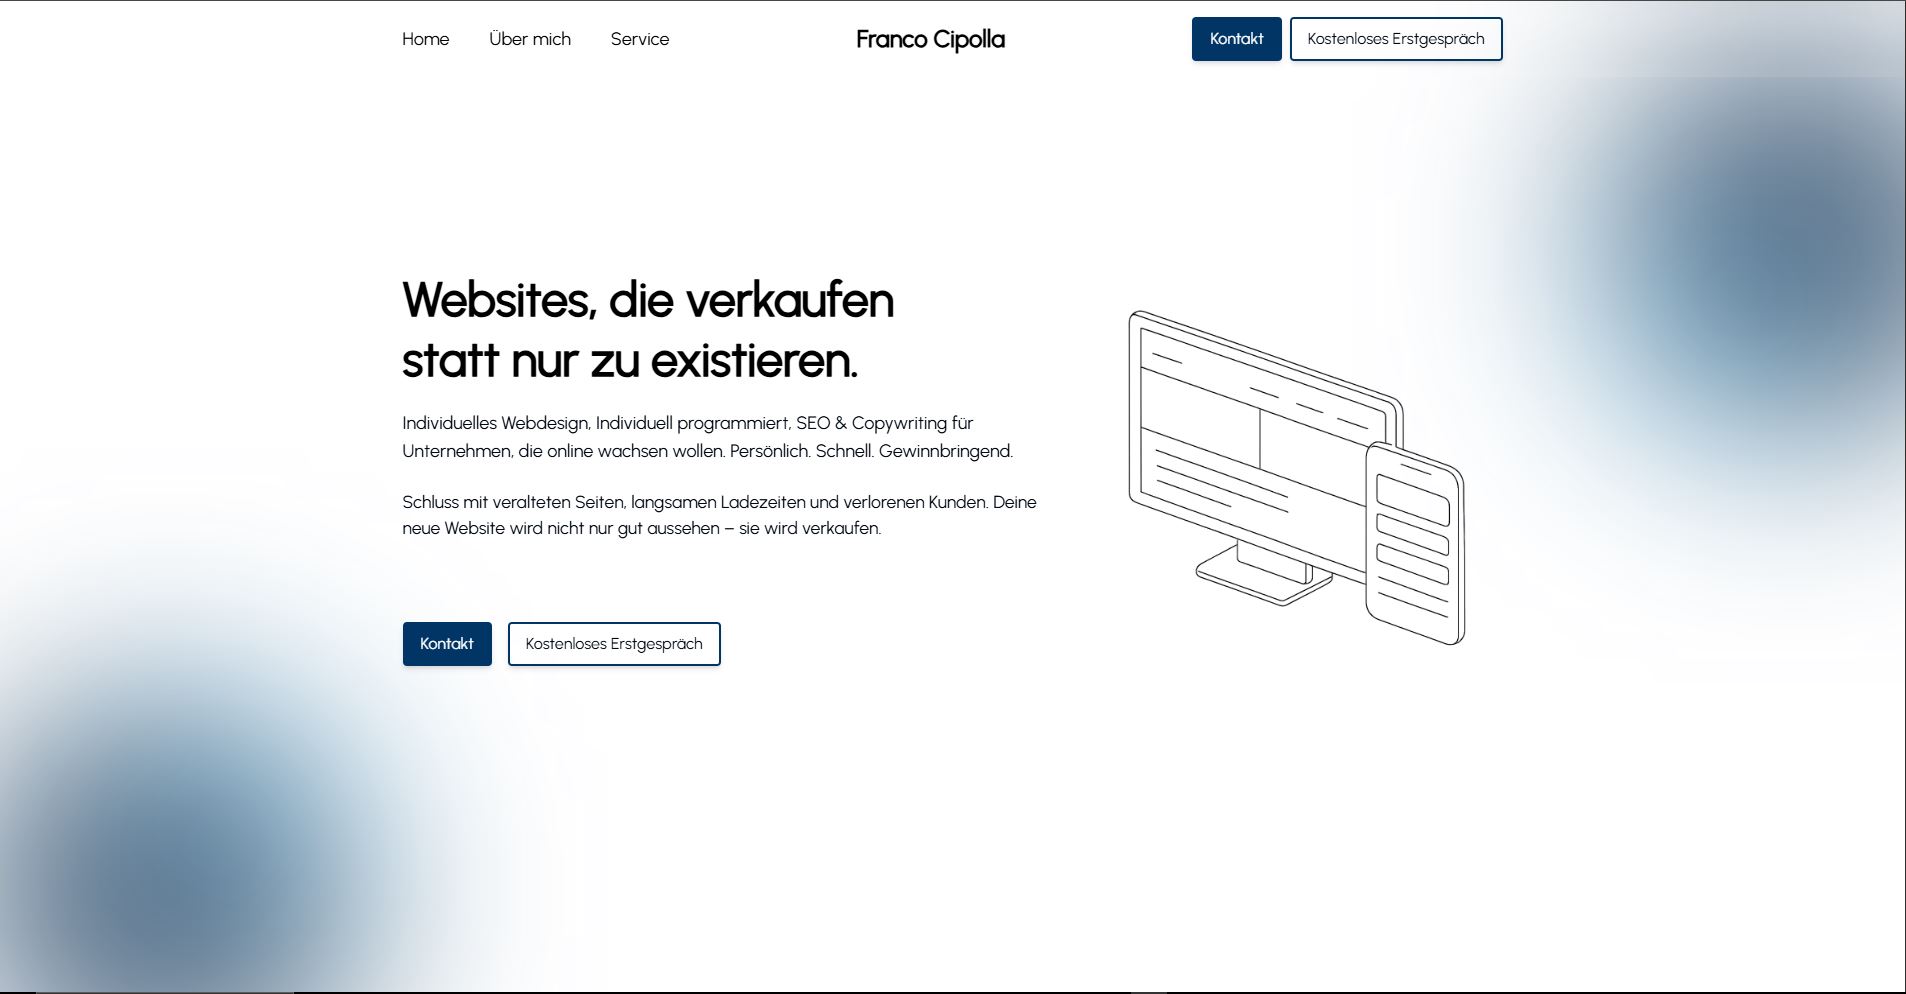 Home
Über mich
Service
Franco Cipolla
Kontakt
Kostenloses Erstgespräch
Websites, die verkaufen
statt nur zu existieren.
Individuelles Webdesign, Individuell programmiert, SEO & Copywriting für
Unternehmen, die online wachsen wollen. Persönlich. Schnell. Gewinnbringend.
Schluss mit veralteten Seiten, langsamen Ladezeiten und verlorenen Kunden. Deine
neue Website wird nicht nur gut aussehen – sie wird verkaufen.
Kontakt
Kostenloses Erstgespräch